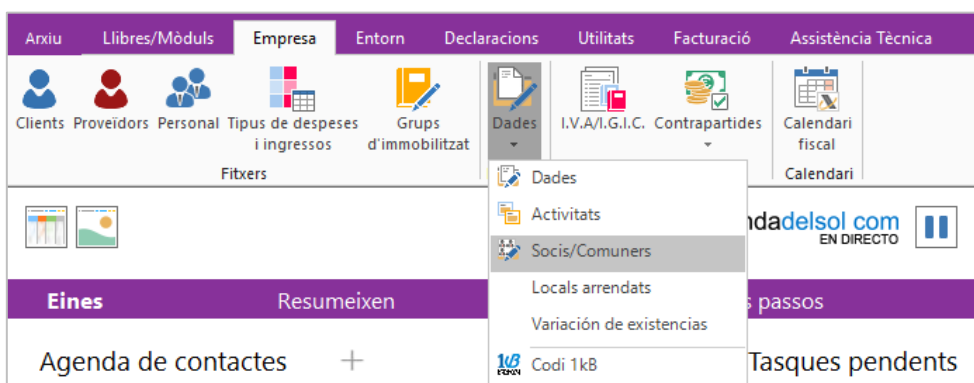 Arxiu Llibres/Mòduls Empresa Entorn Declaracions Utilitats Facturació Assistència Tècnica
Clients Proveïdors Personal Tipus de despeses i ingressos Grups d'immobilitzat Dades I.V.A/I.G.I.C. Contrapartides Calendari fiscal
Fitxers Calendari
Dades
Activitats
Socis/Comuners
Locals arrendats
Variación de existencias
Codi 1kB
delsol com
EN DIRECTO
Eines Resumeixen passos
Agenda de contactes Tasques pendents